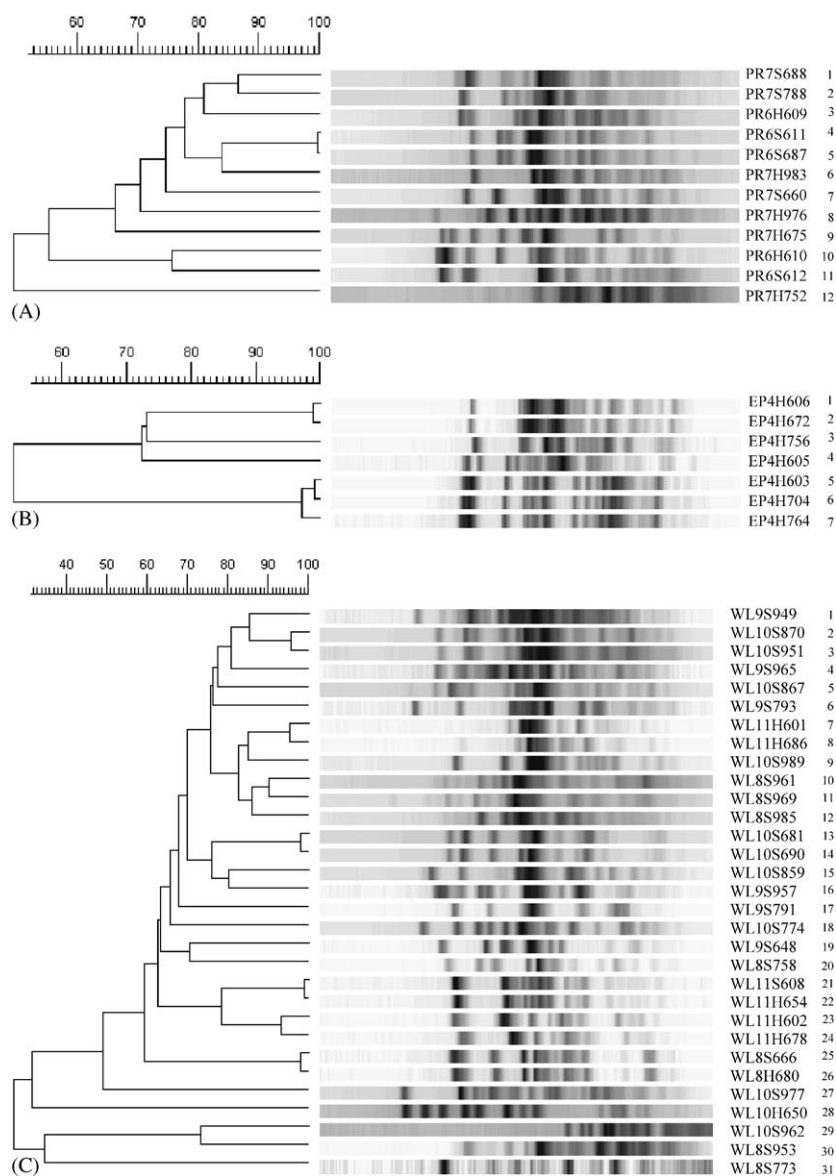 60 70 80 90 100
PR7S688 1
PR7S788 2
PR6H609 3
PR6S611 4
PR6S687 5
PR7H983 6
PR7S660 7
PR7H976 8
PR7H675 9
PR6H610 10
PR6S612 11
PR7H752 12
(A)
60 70 80 90 100
EP4H606 1
EP4H672 2
EP4H756 3
EP4H605 4
EP4H603 5
EP4H704 6
EP4H764 7
(B)
40 50 60 70 80 90 100
WL9S949 1
WL10S870 2
WL10S951 3
WL9S965 4
WL10S867 5
WL9S793 6
WL11H601 7
WL11H686 8
WL10S989 9
WL8S961 10
WL8S969 11
WL8S985 12
WL10S681 13
WL10S690 14
WL10S859 15
WL9S957 16
WL9S791 17
WL10S774 18
WL9S648 19
WL8S758 20
WL11S608 21
WL11H654 22
WL11H602 23
WL11H678 24
WL8S666 25
WL8H680 26
WL10S977 27
WL10H650 28
WL10S962 29
WL8S953 30
WL8S773 31
(C)